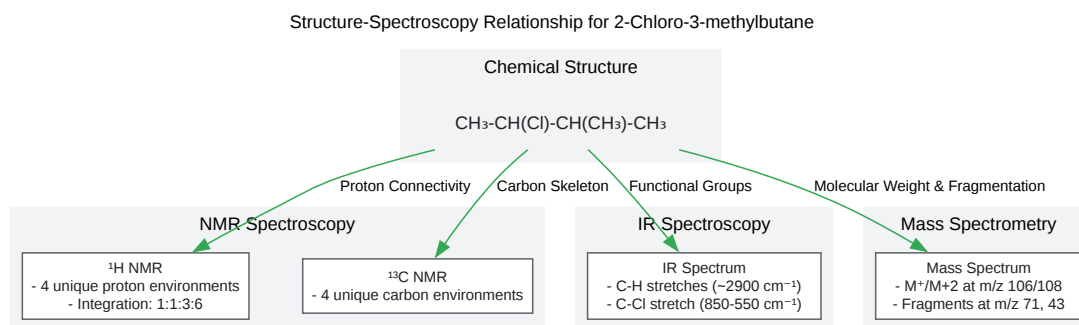 Structure-Spectroscopy Relationship for 2-Chloro-3-methylbutane
Chemical Structure
CH₃-CH(Cl)-CH(CH₃)-CH₃
Proton Connectivity
Carbon Skeleton
Functional Groups
Molecular Weight & Fragmentation
NMR Spectroscopy
IR Spectroscopy
Mass Spectrometry
¹H NMR
- 4 unique proton environments
- Integration: 1:1:3:6
¹³C NMR
- 4 unique carbon environments
IR Spectrum
- C-H stretches (~2900 cm⁻¹)
- C-Cl stretch (850-550 cm⁻¹)
Mass Spectrum
- M⁺/M+2 at m/z 106/108
- Fragments at m/z 71, 43